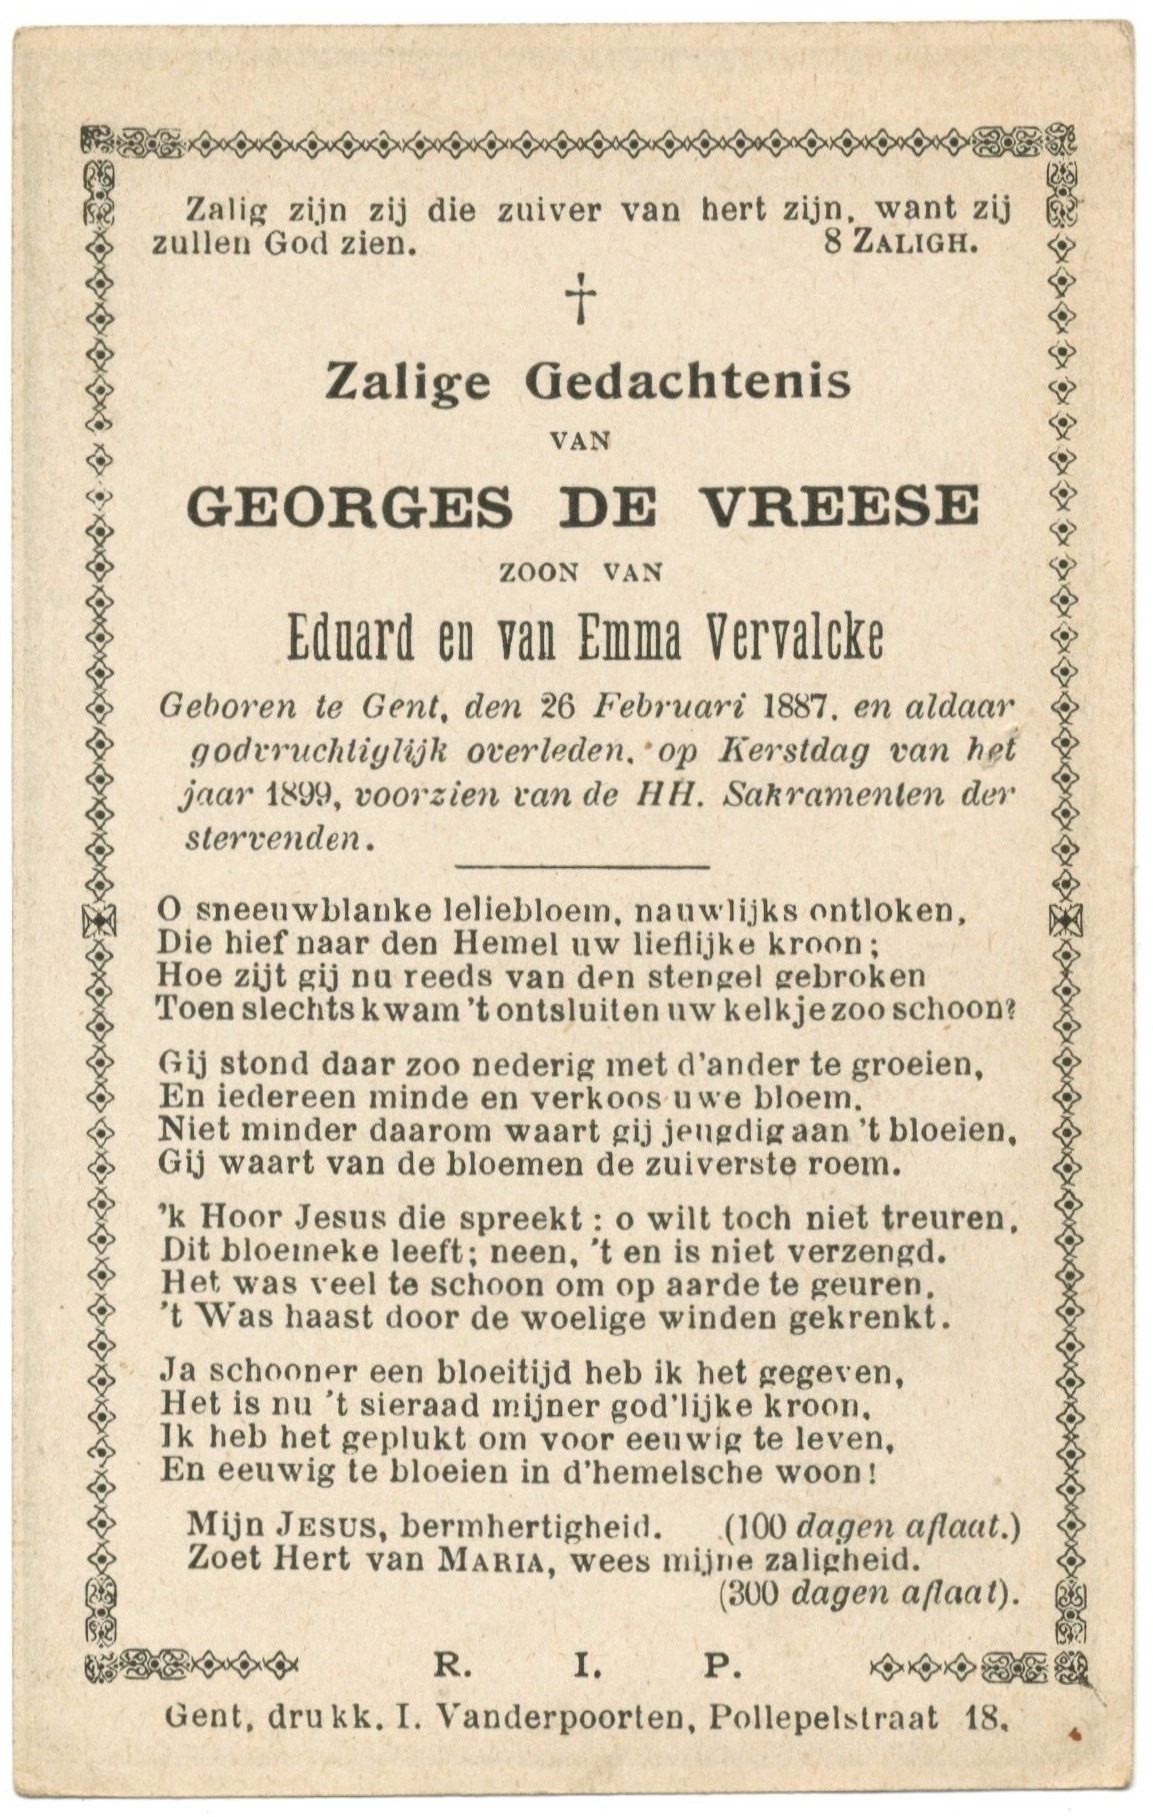 Zalig zijn zij die zuiver van hert zijn, want zij
zullen God zien. 8 ZALIGH.
†
Zalige Gedachtenis
VAN
GEORGES DE VREESE
ZOON VAN
Eduard en van Emma Vervalcke
Geboren te Gent, den 26 Februari 1887, en aldaar
godvruchtiglijk overleden, op Kerstdag van het
jaar 1899, voorzien van de HH. Sakramenten der
stervenden.
O sneeuwblanke leliebloem, nauwlijks ontloken,
Die hief naar den Hemel uw lieflijke kroon;
Hoe zijt gij nu reeds van den stengel gebroken
Toen slechts kwam 't ontsluiten uw kelkje zoo schoon?
Gij stond daar zoo nederig met d'ander te groeien,
En iedereen minde en verkoos uwe bloem.
Niet minder daarom waart gij jeugdig aan 't bloeien,
Gij waart van de bloemen de zuiverste roem.
'k Hoor Jesus die spreekt : o wilt toch niet treuren,
Dit bloemeke leeft; neen, 't en is niet verzengd.
Het was veel te schoon om op aarde te geuren,
't Was haast door de woelige winden gekrenkt.
Ja schooner een bloeitijd heb ik het gegeven,
Het is nu 't sieraad mijner god'lijke kroon,
Ik heb het geplukt om voor eeuwig te leven,
En eeuwig te bloeien in d'hemelsche woon!
Mijn JESUS, bermhertigheid. (100 dagen aflaat.)
Zoet Hert van MARIA, wees mijne zaligheid.
(300 dagen aflaat).
R. I. P.
Gent, drukk. I. Vanderpoorten, Pollepelstraat 18.